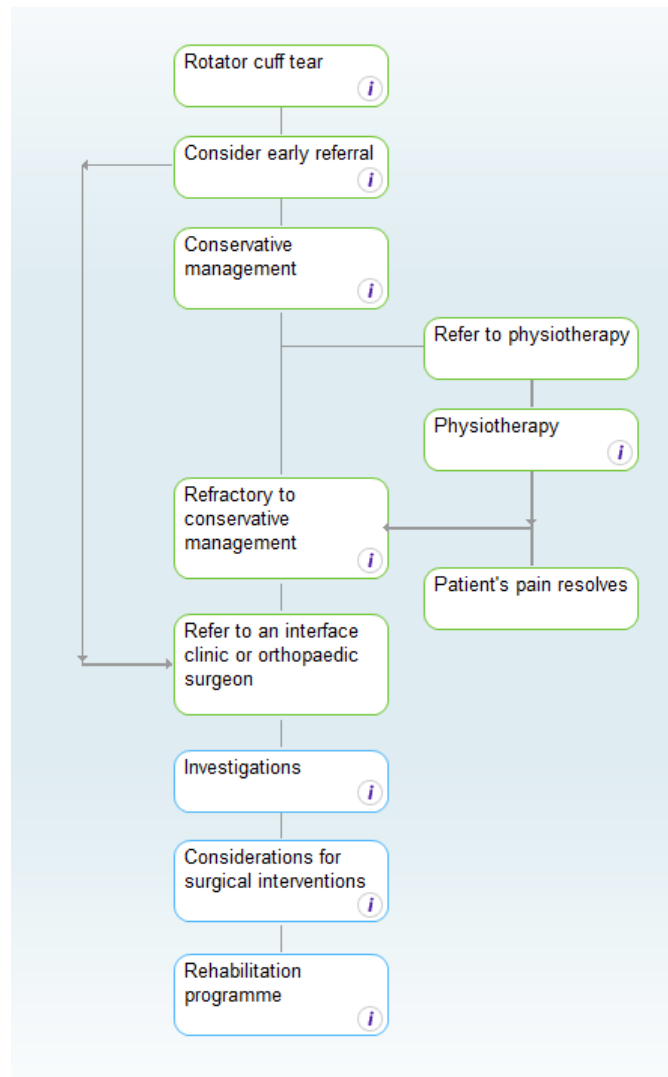 Rotator cuff tear
i
Consider early referral
i
Conservative
management
i
Refer to physiotherapy
Physiotherapy
i
Refractory to
conservative
management
i
Patient's pain resolves
Refer to an interface
clinic or orthopaedic
surgeon
Investigations
i
Considerations for
surgical interventions
i
Rehabilitation
programme
i